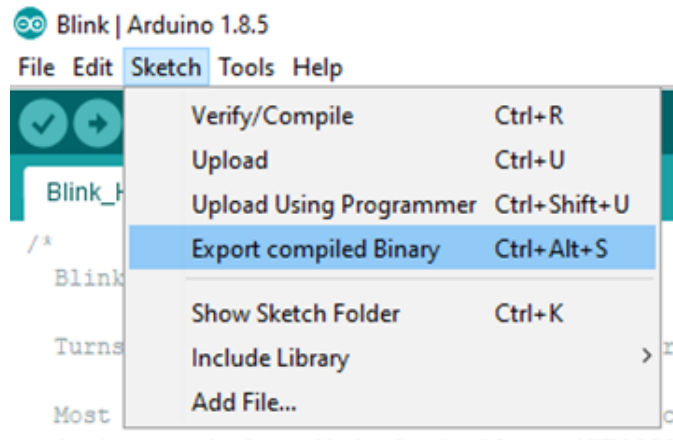 Blink | Arduino 1.8.5
File Edit Sketch Tools Help
Verify/Compile Ctrl+R
Upload Ctrl+U
Blink_
Upload Using Programmer Ctrl+Shift+U
/*
Export compiled Binary Ctrl+Alt+S
Blink
Show Sketch Folder Ctrl+K
Turns
Include Library >
Add File...
Most